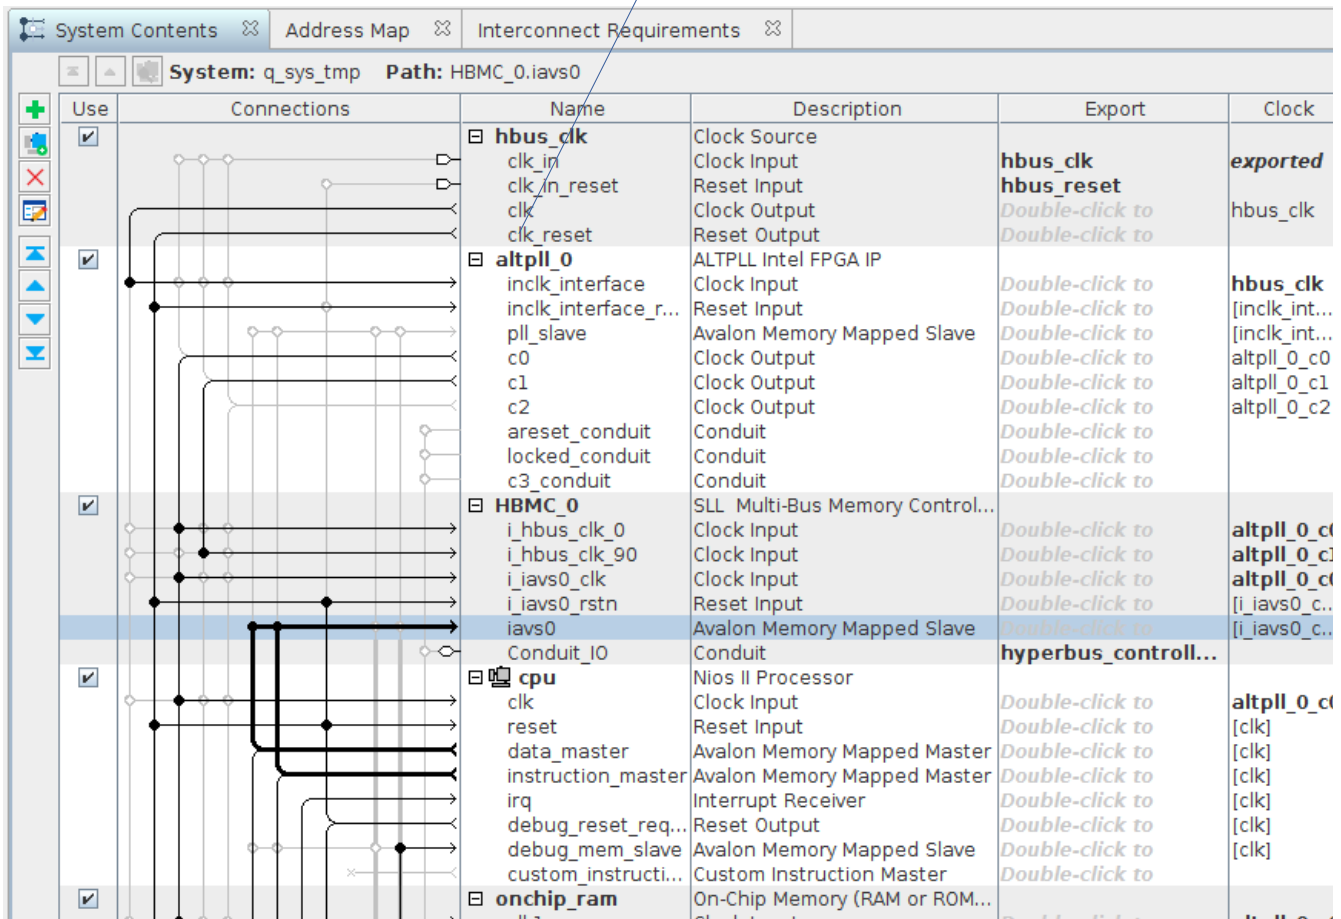 System Contents Address Map Interconnect Requirements
System: q_sys_tmp Path: HBMC_0.iavs0
Use Connections Name Description Export Clock
hbus_clk Clock Source
clk_in Clock Input hbus_clk exported
clk_in_reset Reset Input hbus_reset
clk Clock Output Double-click to hbus_clk
clk_reset Reset Output Double-click to
altpll_0 ALTPLL Intel FPGA IP
inclk_interface Clock Input Double-click to hbus_clk
inclk_interface_r... Reset Input Double-click to [inclk_int...
pll_slave Avalon Memory Mapped Slave Double-click to [inclk_int...
c0 Clock Output Double-click to altpll_0_c0
c1 Clock Output Double-click to altpll_0_c1
c2 Clock Output Double-click to altpll_0_c2
areset_conduit Conduit Double-click to
locked_conduit Conduit Double-click to
c3_conduit Conduit Double-click to
HBMC_0 SLL Multi-Bus Memory Control...
i_hbus_clk_0 Clock Input Double-click to altpll_0_c0
i_hbus_clk_90 Clock Input Double-click to altpll_0_c1
i_iavs0_clk Clock Input Double-click to altpll_0_c0
i_iavs0_rstn Reset Input Double-click to [i_iavs0_c...
iavs0 Avalon Memory Mapped Slave Double-click to [i_iavs0_c...
Conduit_IO Conduit hyperbus_controll...
cpu Nios II Processor
clk Clock Input Double-click to altpll_0_c0
reset Reset Input Double-click to [clk]
data_master Avalon Memory Mapped Master Double-click to [clk]
instruction_master Avalon Memory Mapped Master Double-click to [clk]
irq Interrupt Receiver Double-click to [clk]
debug_reset_req... Reset Output Double-click to [clk]
debug_mem_slave Avalon Memory Mapped Slave Double-click to [clk]
custom_instructi... Custom Instruction Master Double-click to
onchip_ram On-Chip Memory (RAM or ROM...